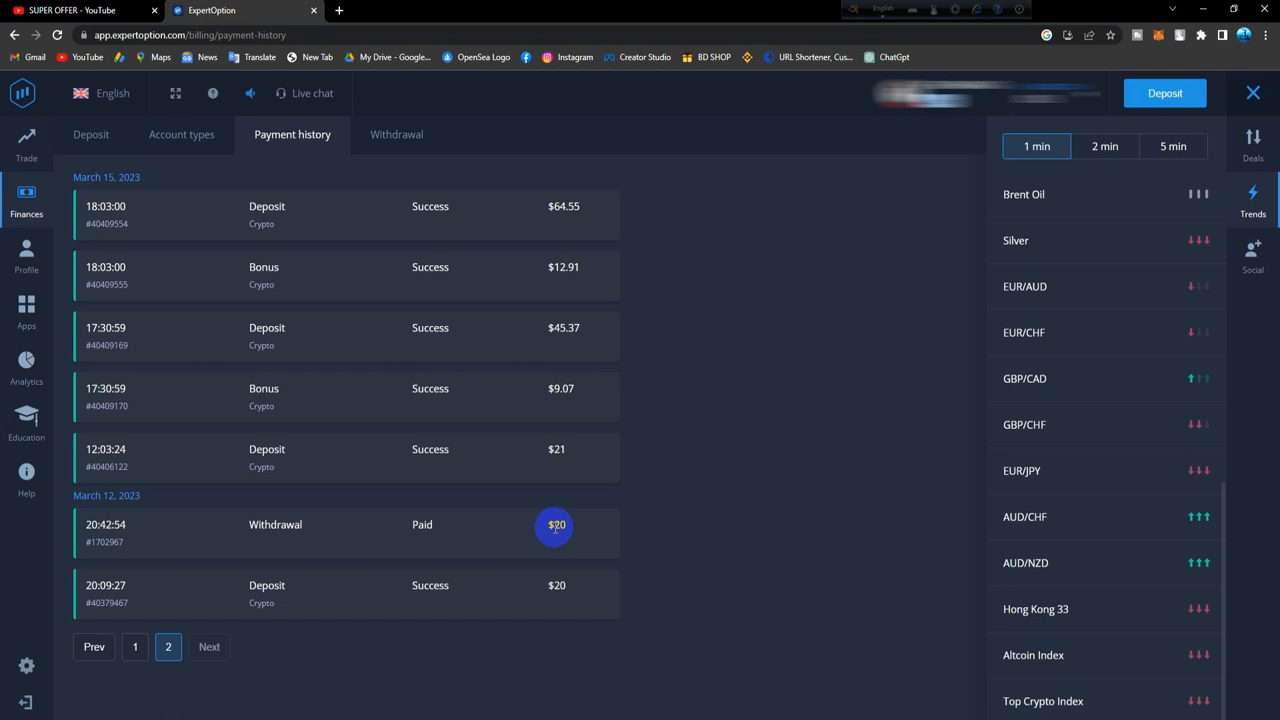 SUPER OFFER - YouTube
ExpertOption
English
app.expertoption.com/billing/payment-history
Gmail
YouTube
Maps
News
Translate
New Tab
My Drive - Google...
OpenSea Logo
Instagram
Creator Studio
BD SHOP
URL Shortener, Cus...
ChatGpt
English
Live chat
Deposit
Trade
Finances
Profile
Apps
Analytics
Education
Help
Deposit
Account types
Payment history
Withdrawal
March 15, 2023
18:03:00 Deposit Success $64.55
#40409554 Crypto
18:03:00 Bonus Success $12.91
#40409555 Crypto
17:30:59 Deposit Success $45.37
#40409169 Crypto
17:30:59 Bonus Success $9.07
#40409170 Crypto
12:03:24 Deposit Success $21
#40406122 Crypto
March 12, 2023
20:42:54 Withdrawal Paid $20
#1702967
20:09:27 Deposit Success $20
#40379467 Crypto
Prev 1 2 Next
1 min 2 min 5 min
Brent Oil
Silver
EUR/AUD
EUR/CHF
GBP/CAD
GBP/CHF
EUR/JPY
AUD/CHF
AUD/NZD
Hong Kong 33
Altcoin Index
Top Crypto Index
Deals
Trends
Social